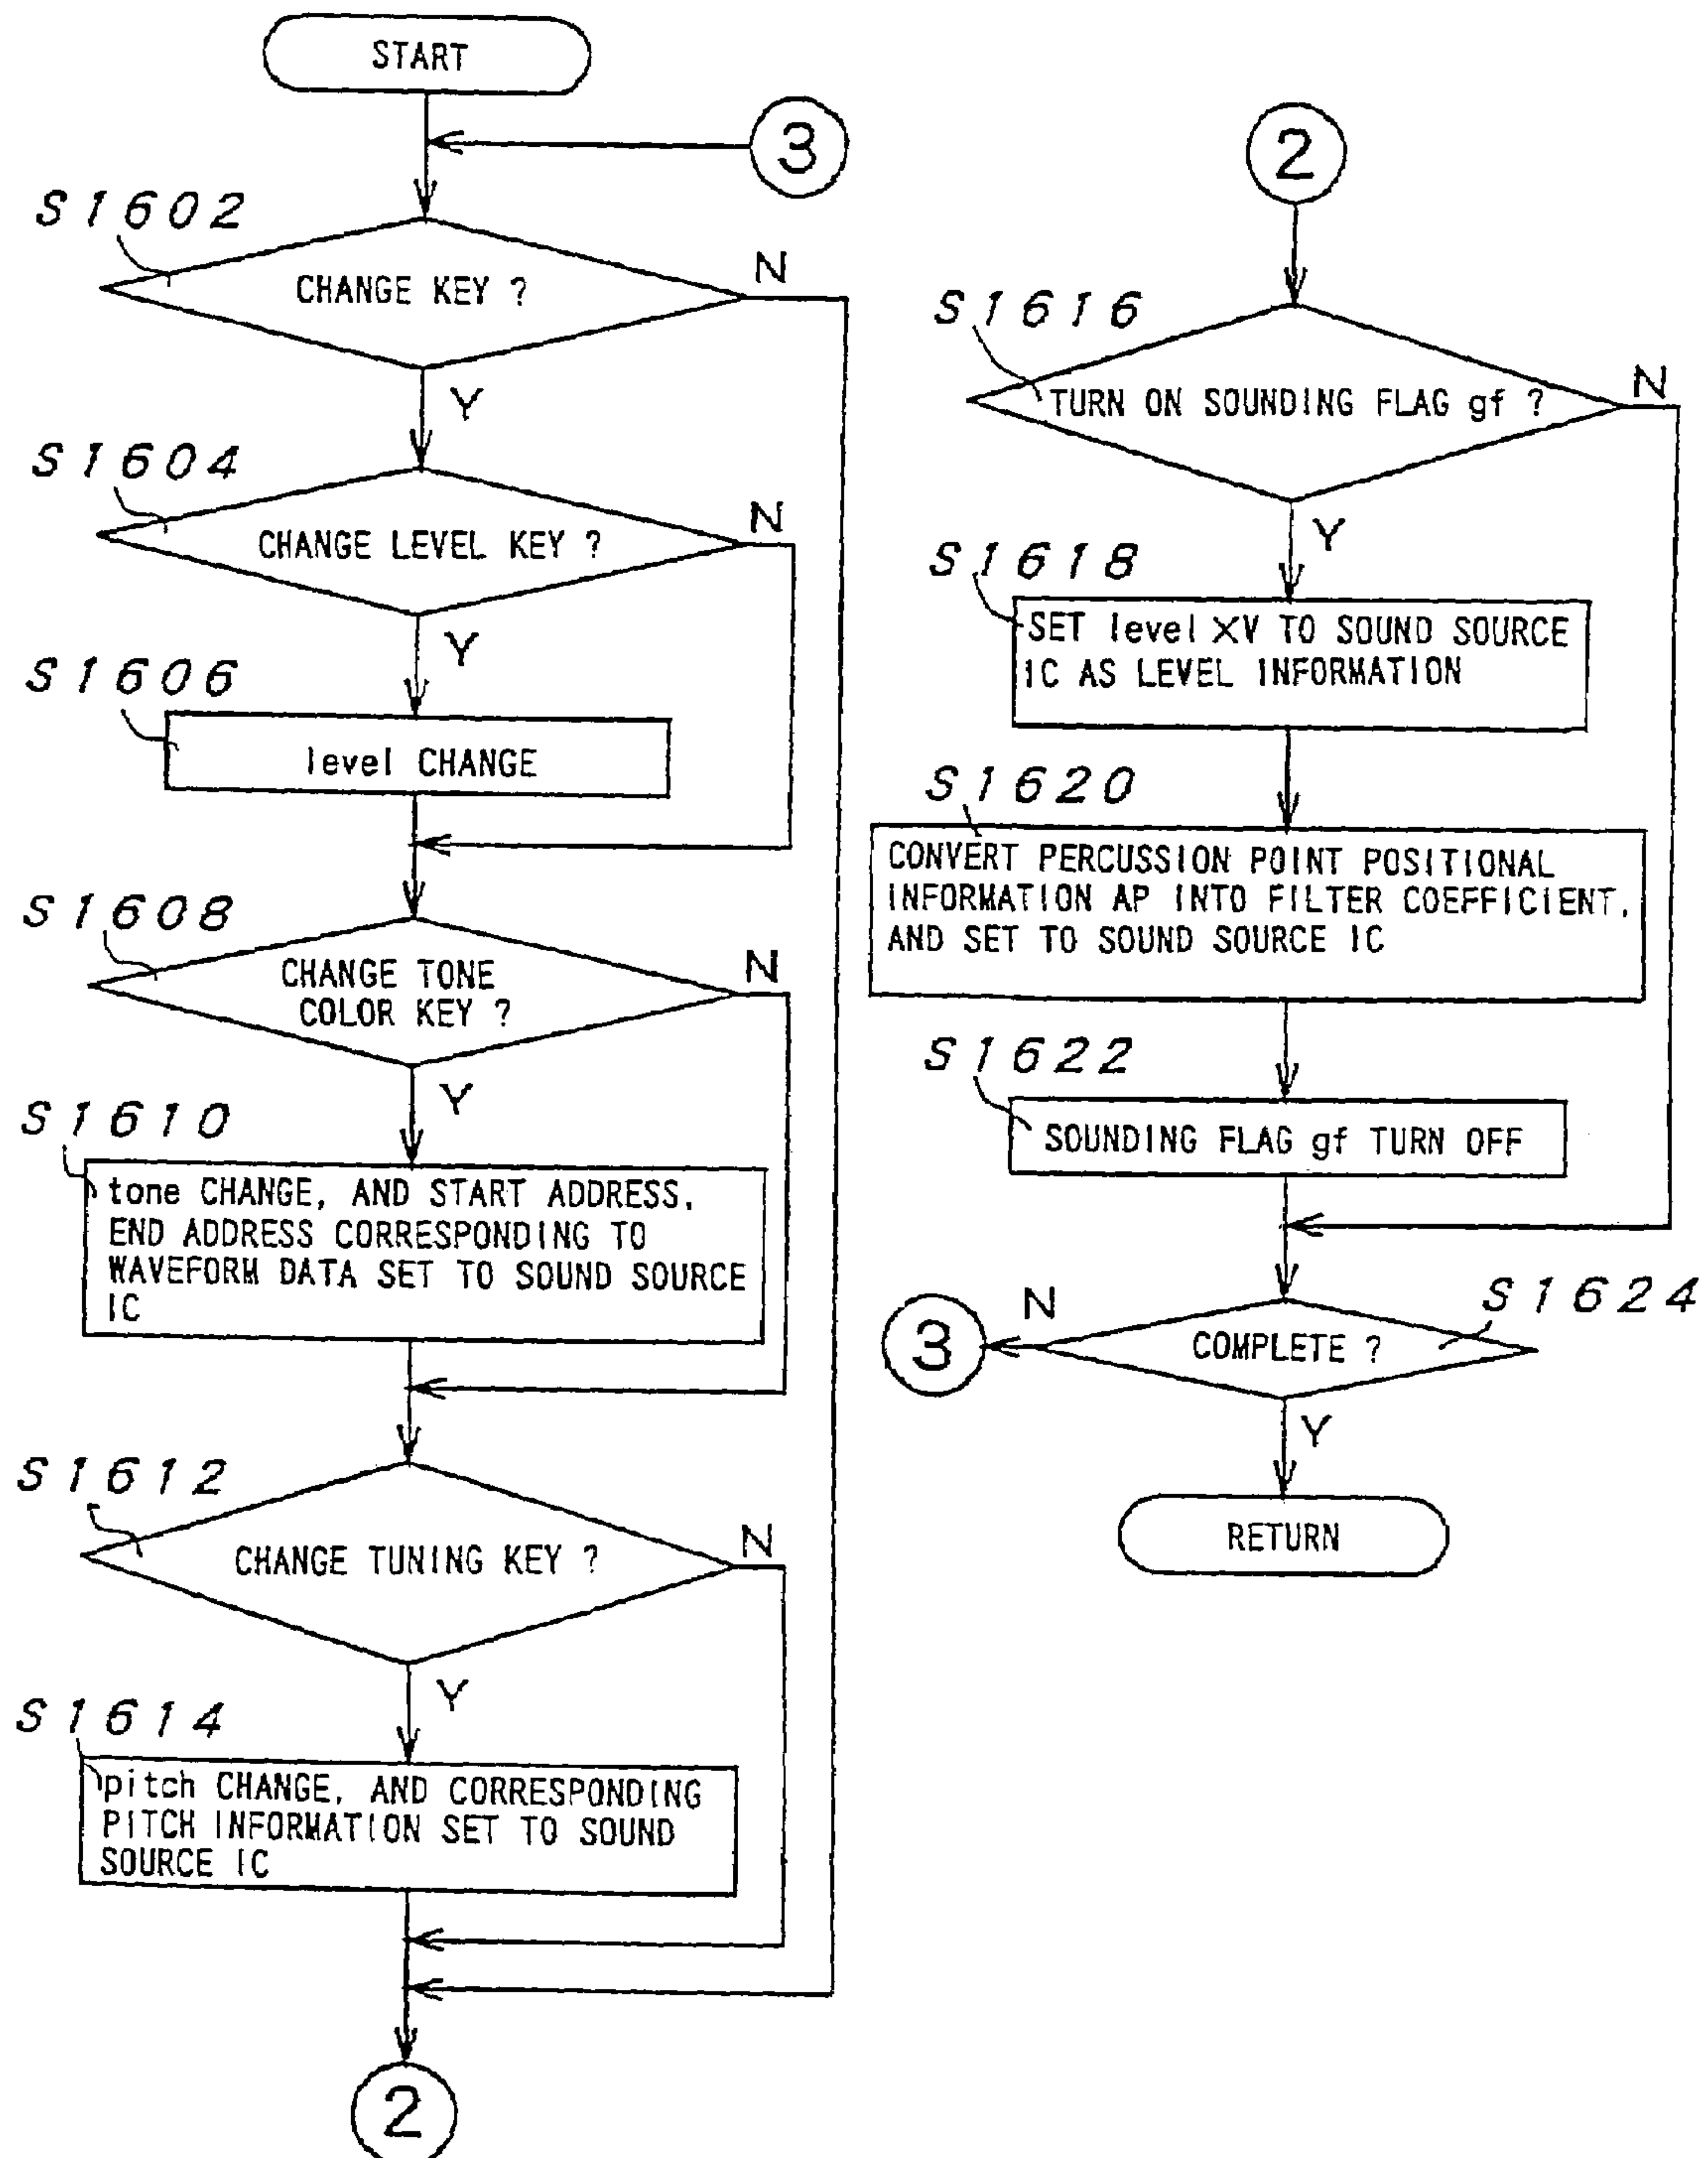 START
3
S1602
CHANGE KEY ?
N
Y
S1604
CHANGE LEVEL KEY ?
N
Y
S1606
level CHANGE
S1608
CHANGE TONE
COLOR KEY ?
N
Y
S1610
tone CHANGE, AND START ADDRESS,
END ADDRESS CORRESPONDING TO
WAVEFORM DATA SET TO SOUND SOURCE
IC
S1612
CHANGE TUNING KEY ?
N
Y
S1614
pitch CHANGE, AND CORRESPONDING
PITCH INFORMATION SET TO SOUND
SOURCE IC
2
2
S1616
TURN ON SOUNDING FLAG gf ?
N
Y
S1618
SET level ×V TO SOUND SOURCE
IC AS LEVEL INFORMATION
S1620
CONVERT PERCUSSION POINT POSITIONAL
INFORMATION AP INTO FILTER COEFFICIENT,
AND SET TO SOUND SOURCE IC
S1622
SOUNDING FLAG gf TURN OFF
S1624
COMPLETE ?
N
3
Y
RETURN